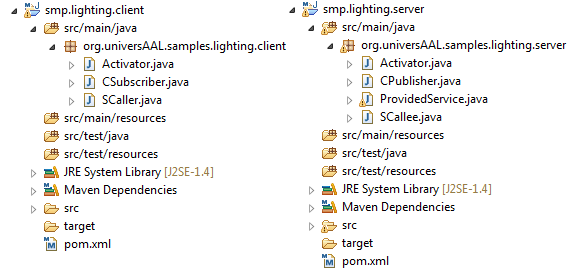 smp.lighting.client
src/main/java
org.universAAL.samples.lighting.client
Activator.java
CSubscriber.java
SCaller.java
src/main/resources
src/test/java
src/test/resources
JRE System Library [J2SE-1.4]
Maven Dependencies
src
target
pom.xml
smp.lighting.server
src/main/java
org.universAAL.samples.lighting.server
Activator.java
CPublisher.java
ProvidedService.java
SCallee.java
src/main/resources
src/test/java
src/test/resources
JRE System Library [J2SE-1.4]
Maven Dependencies
src
target
pom.xml